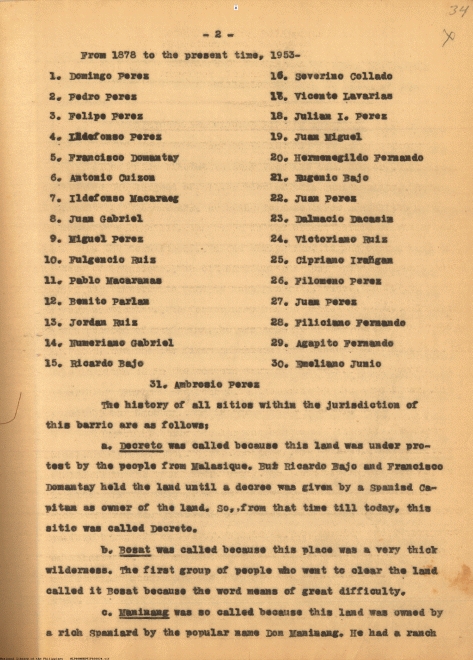 34
- 2 -
From 1878 to the present time, 1953-
1. Domingo Perez 16. Severino Collado
2. Pedro Perez 17. Vicente Lavarias
3. Felipe Perez 18. Julian I. Perez
4. Ildefonso Perez 19. Juan Miguel
5. Francisco Domantay 20. Hermenegildo Fernando
6. Antonio Cuizon 21. Eugenio Bajo
7. Ildefonso Macaraeg 22. Juan Perez
8. Juan Gabriel 23. Dalmacio Dacasin
9. Miguel Perez 24. Victoriano Ruiz
10. Fulgencio Ruiz 25. Cipriano Irañgan
11. Pablo Macaranas 26. Filomeno Perez
12. Benito Parlan 27. Juan Perez
13. Jordan Ruiz 28. Filiciano Fernando
14. Numeriano Gabriel 29. Agapito Fernando
15. Ricardo Bajo 30. Emeliano Junio
31. Ambrosio Perez
The history of all sitios within the jurisdiction of
this barrio are as follows;
a. Decreto was called because this land was under pro-
test by the people from Malasique. But Ricardo Bajo and Francisco
Domantay held the land until a decree was given by a Spanisd Ca-
pitan as owner of the land. So, from that time till today, this
sitio was called Decreto.
b. Bosat was called because this place was a very thick
wilderness. The first group of people who went to clear the land
called it Bosat because the word means of great difficulty.
c. Maninang was so called because this land was owned by
a rich Spaniard by the popular name Don Maninang. He had a ranch